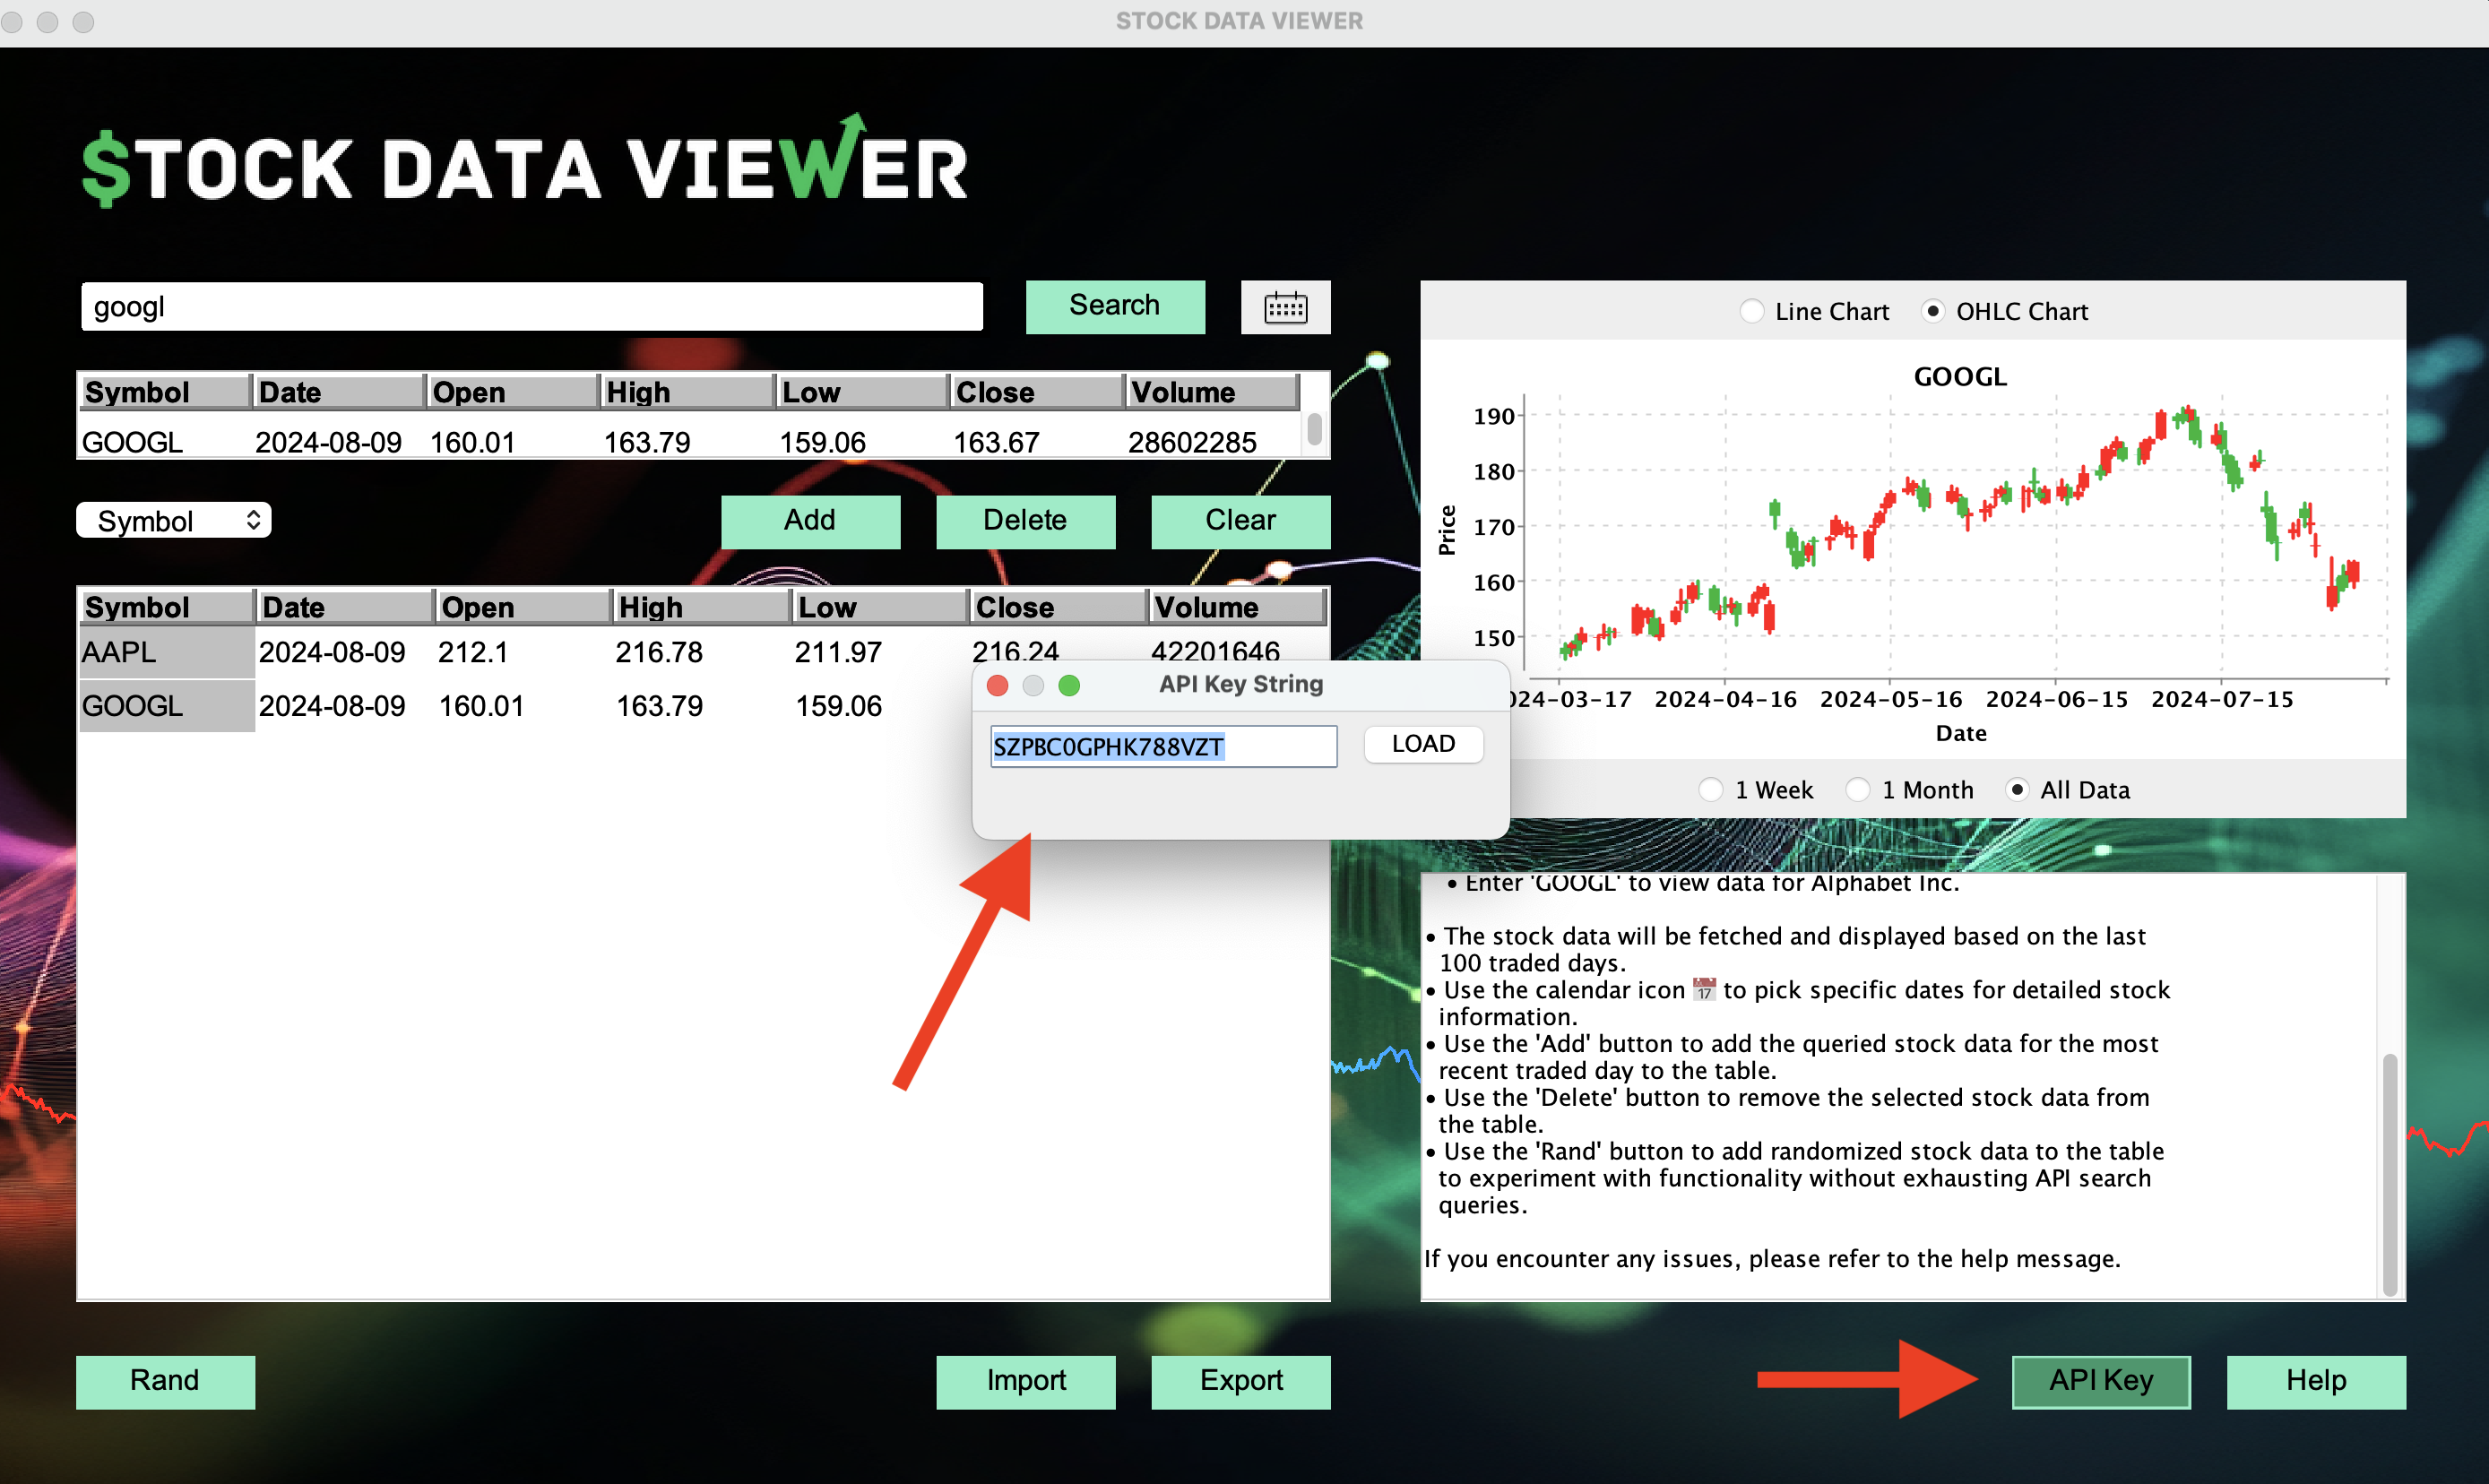 STOCK DATA VIEWER
$TOCK DATA VIEWER
googl
Search
Symbol Date Open High Low Close Volume
GOOGL 2024-08-09 160.01 163.79 159.06 163.67 28602285
Symbol
Add
Delete
Clear
Symbol Date Open High Low Close Volume
AAPL 2024-08-09 212.1 216.78 211.97 216.24 42201646
GOOGL 2024-08-09 160.01 163.79 159.06
API Key String
SZPBC0GPHK788VZT
LOAD
Line Chart
OHLC Chart
GOOGL
190
180
170
160
150
Price
24-03-17 2024-04-16 2024-05-16 2024-06-15 2024-07-15
Date
1 Week
1 Month
All Data
• Enter 'GOOGL' to view data for Alphabet Inc.
• The stock data will be fetched and displayed based on the last
100 traded days.
• Use the calendar icon 📅 to pick specific dates for detailed stock
information.
• Use the 'Add' button to add the queried stock data for the most
recent traded day to the table.
• Use the 'Delete' button to remove the selected stock data from
the table.
• Use the 'Rand' button to add randomized stock data to the table
to experiment with functionality without exhausting API search
queries.
If you encounter any issues, please refer to the help message.
Rand
Import
Export
API Key
Help